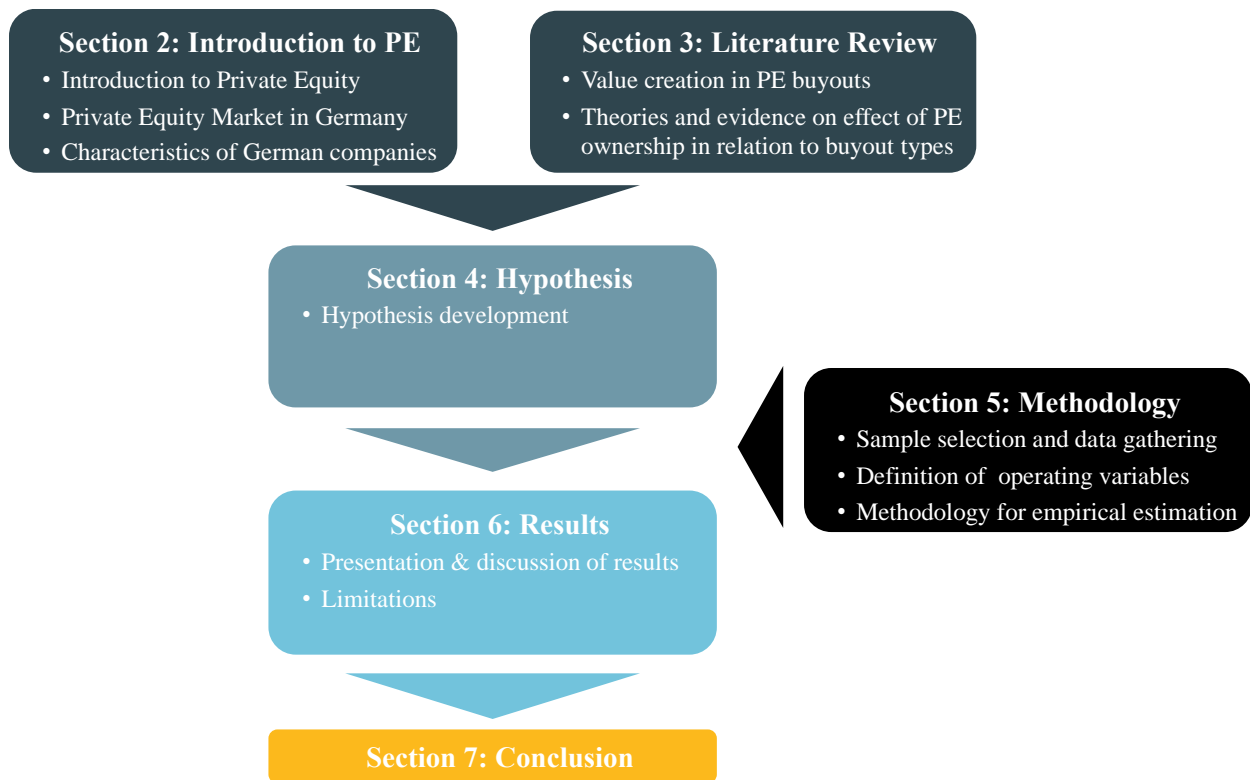 Section 2: Introduction to PE
• Introduction to Private Equity
• Private Equity Market in Germany
• Characteristics of German companies
Section 3: Literature Review
• Value creation in PE buyouts
• Theories and evidence on effect of PE
ownership in relation to buyout types
Section 4: Hypothesis
• Hypothesis development
Section 5: Methodology
• Sample selection and data gathering
• Definition of operating variables
• Methodology for empirical estimation
Section 6: Results
• Presentation & discussion of results
• Limitations
Section 7: Conclusion